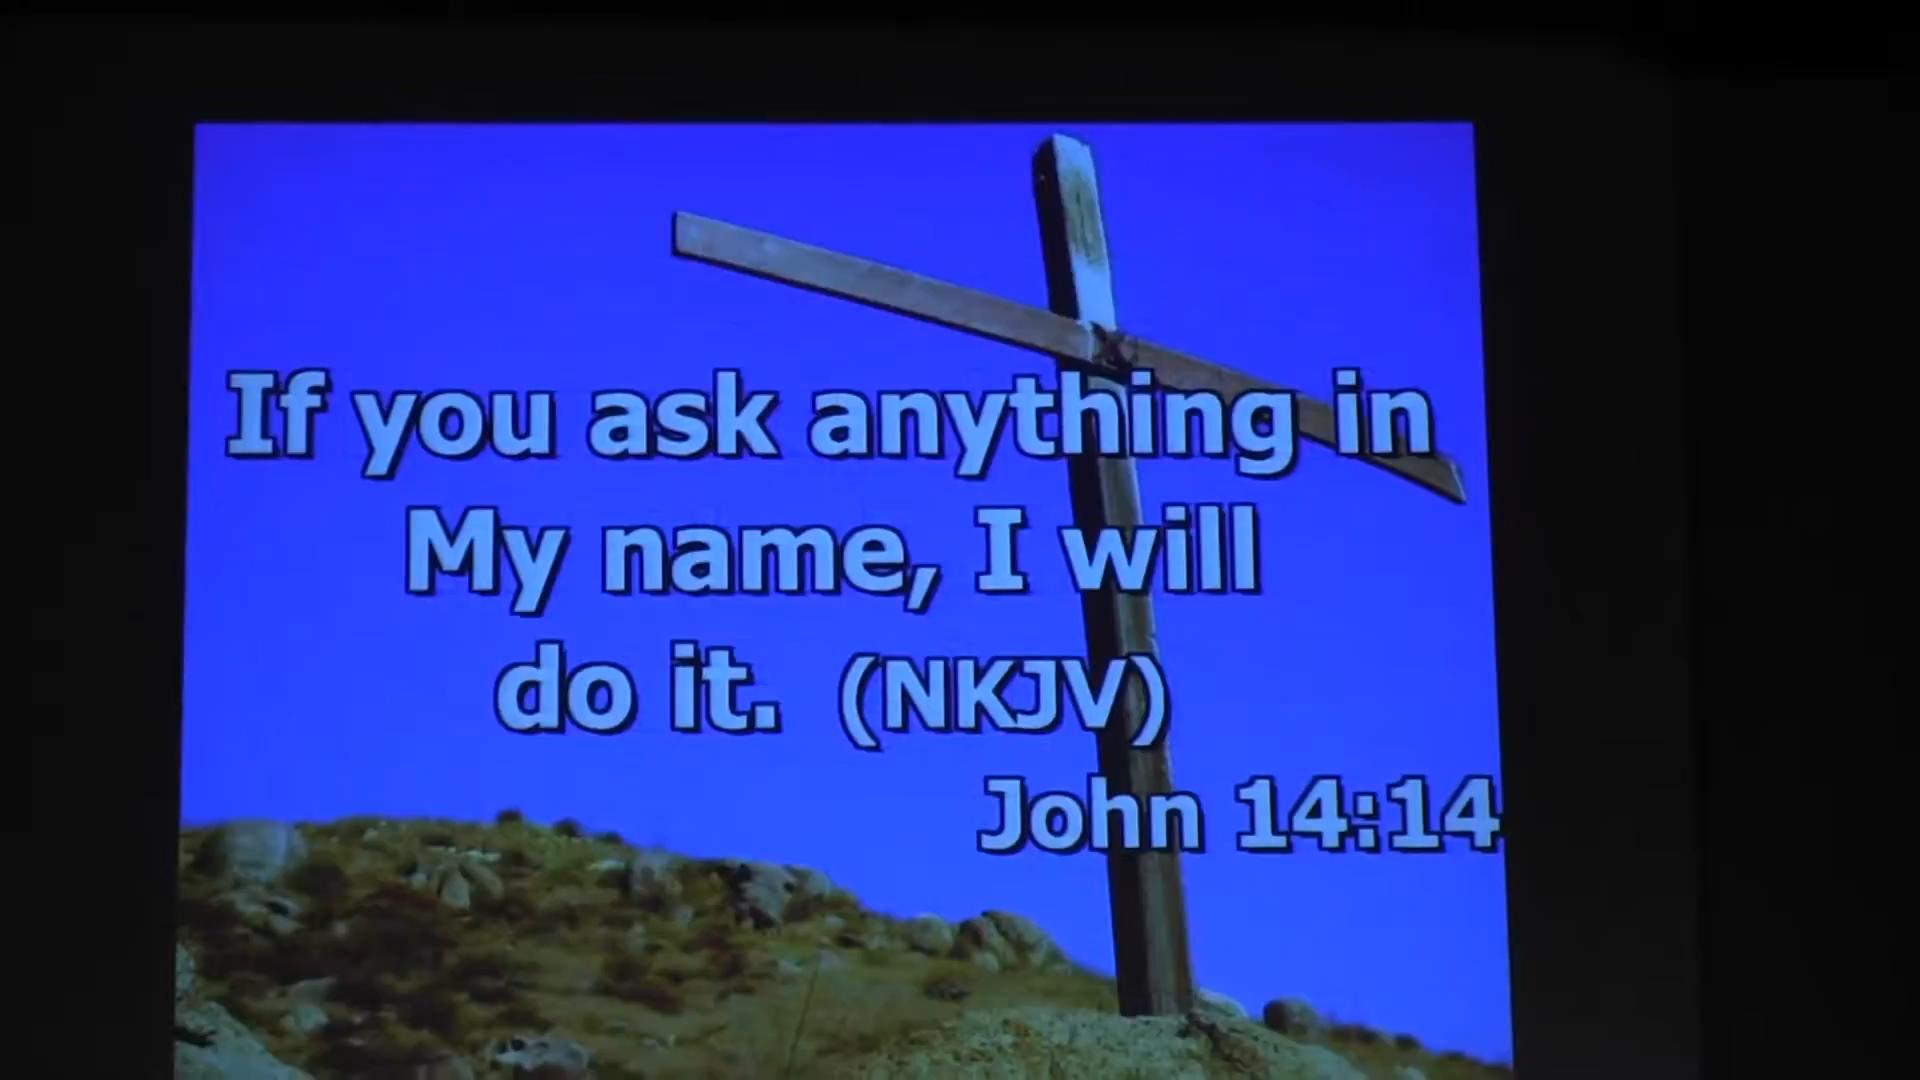 If you ask anything in
My name, I will
do it. (NKJV)
John 14:14